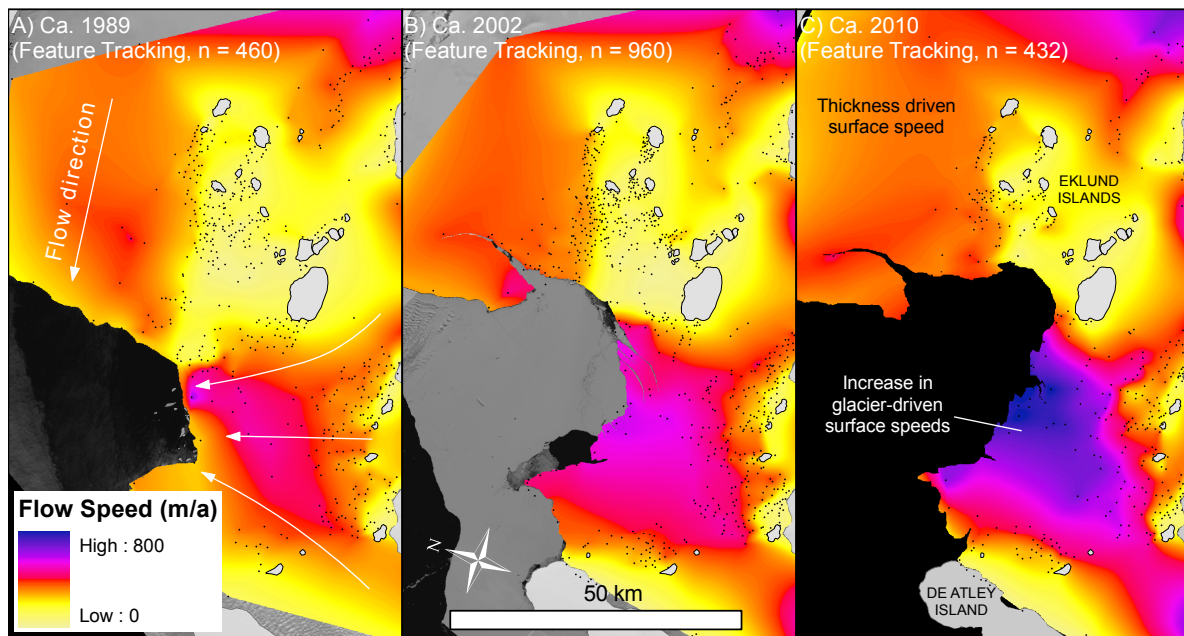 A) Ca. 1989
(Feature Tracking, n = 460)
Flow direction
Flow Speed (m/a)
High : 800
Low : 0
B) Ca. 2002
(Feature Tracking, n = 960)
N
50 km
C) Ca. 2010
(Feature Tracking, n = 432)
Thickness driven
surface speed
EKLUND
ISLANDS
Increase in
glacier-driven
surface speeds
DE ATLEY
ISLAND